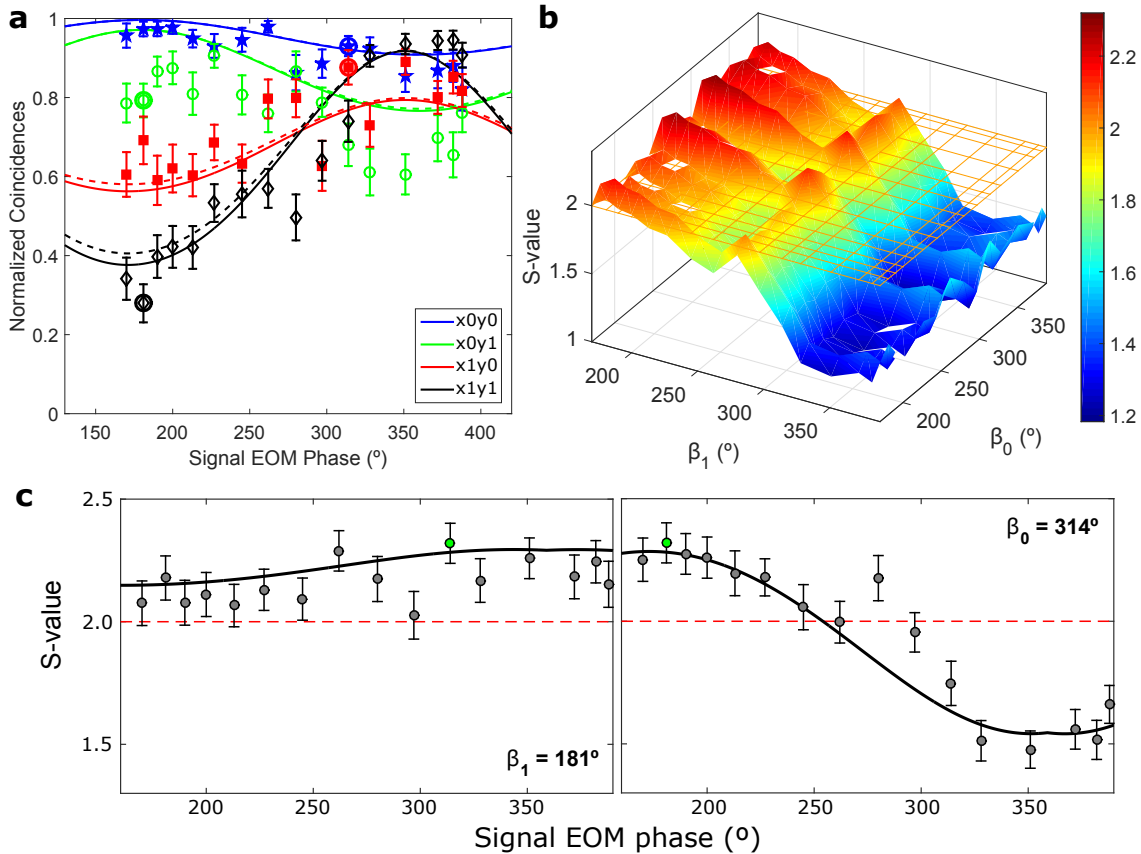 a
Normalized Coincidences
1
0.8
0.6
0.4
0.2
0
150 200 250 300 350 400
Signal EOM Phase (º)
x0y0
x0y1
x1y0
x1y1
b
S-value
2
1.5
1
200
250
300
350
β1 (º)
200
250
300
350
β0 (º)
2.2
2
1.8
1.6
1.4
1.2
c
S-value
2.5
2.0
1.5
β1 = 181º
β0 = 314º
200 250 300 350
200 250 300 350
Signal EOM phase (º)